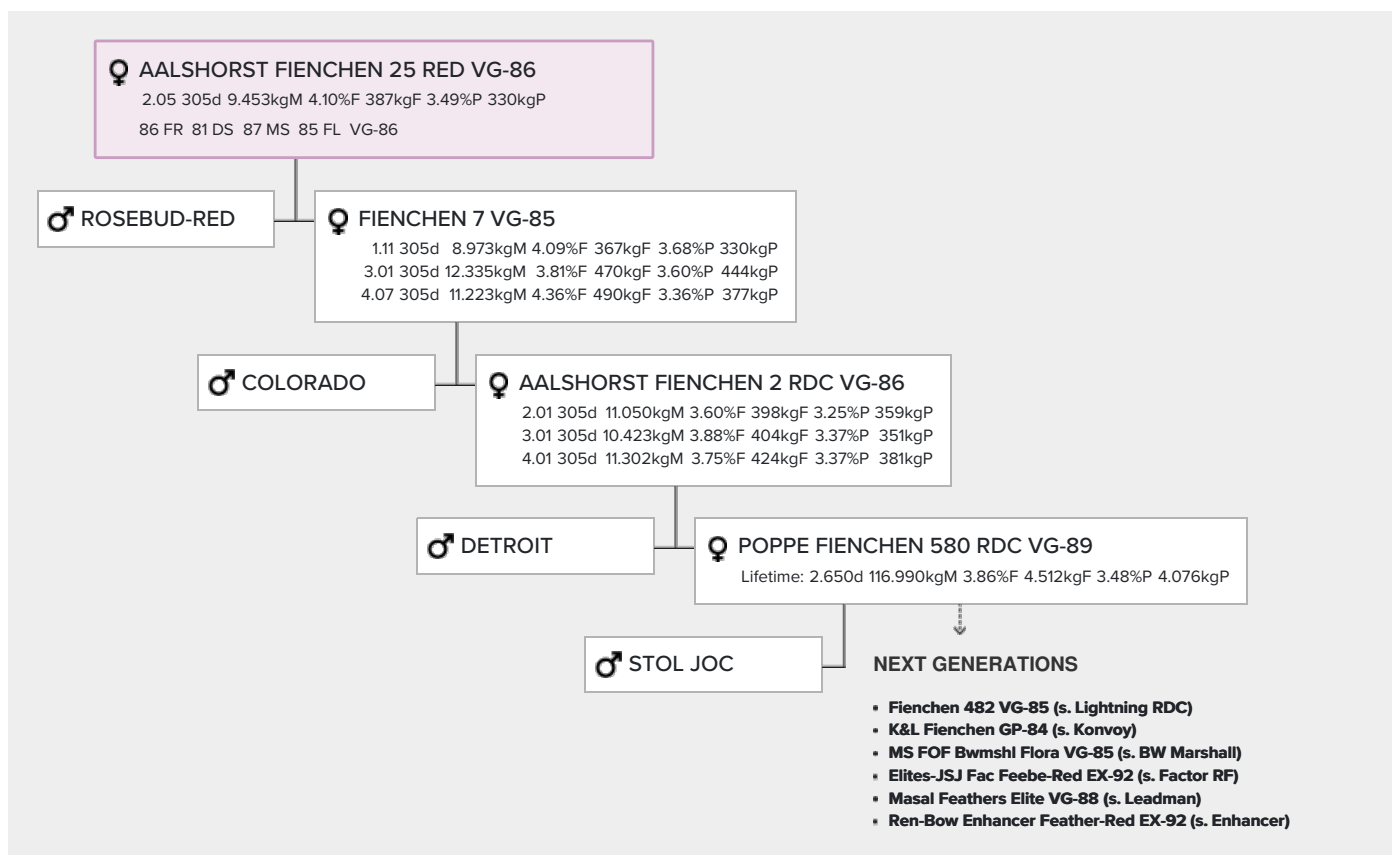 AALSHORST FIENCHEN 25 RED VG-86
2.05 305d 9.453kgM 4.10%F 387kgF 3.49%P 330kgP
86 FR 81 DS 87 MS 85 FL VG-86
ROSEBUD-RED
FIENCHEN 7 VG-85
1.11 305d 8.973kgM 4.09%F 367kgF 3.68%P 330kgP
3.01 305d 12.335kgM 3.81%F 470kgF 3.60%P 444kgP
4.07 305d 11.223kgM 4.36%F 490kgF 3.36%P 377kgP
COLORADO
AALSHORST FIENCHEN 2 RDC VG-86
2.01 305d 11.050kgM 3.60%F 398kgF 3.25%P 359kgP
3.01 305d 10.423kgM 3.88%F 404kgF 3.37%P 351kgP
4.01 305d 11.302kgM 3.75%F 424kgF 3.37%P 381kgP
DETROIT
POPPE FIENCHEN 580 RDC VG-89
Lifetime: 2.650d 116.990kgM 3.86%F 4.512kgF 3.48%P 4.076kgP
STOL JOC
NEXT GENERATIONS
• Fienchen 482 VG-85 (s. Lightning RDC)
• K&L Fienchen GP-84 (s. Konvoy)
• MS FOF Bwmshl Flora VG-85 (s. BW Marshall)
• Elites-JSJ Fac Feebe-Red EX-92 (s. Factor RF)
• Masal Feathers Elite VG-88 (s. Leadman)
• Ren-Bow Enhancer Feather-Red EX-92 (s. Enhancer)